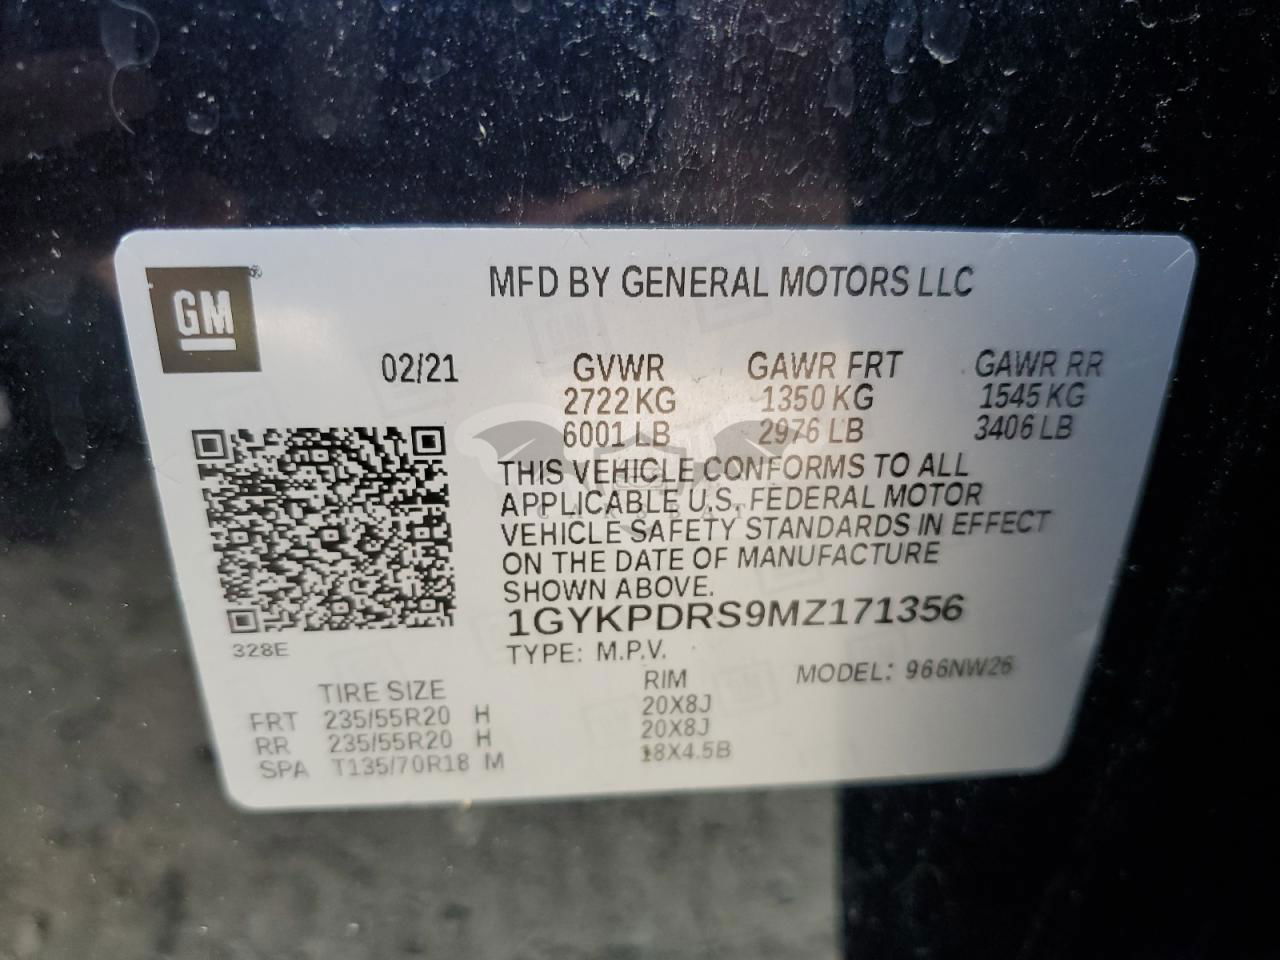 GM®
MFD BY GENERAL MOTORS LLC
02/21 GVWR GAWR FRT GAWR RR
2722 KG 1350 KG 1545 KG
6001 LB 2976 LB 3406 LB
THIS VEHICLE CONFORMS TO ALL
APPLICABLE U.S. FEDERAL MOTOR
VEHICLE SAFETY STANDARDS IN EFFECT
ON THE DATE OF MANUFACTURE
SHOWN ABOVE.
1GYKPDRS9MZ171356
328E
TYPE: M.P.V. MODEL: 966NW26
TIRE SIZE RIM
FRT 235/55R20 H 20X8J
RR 235/55R20 H 20X8J
SPA T135/70R18 M 18X4.5B